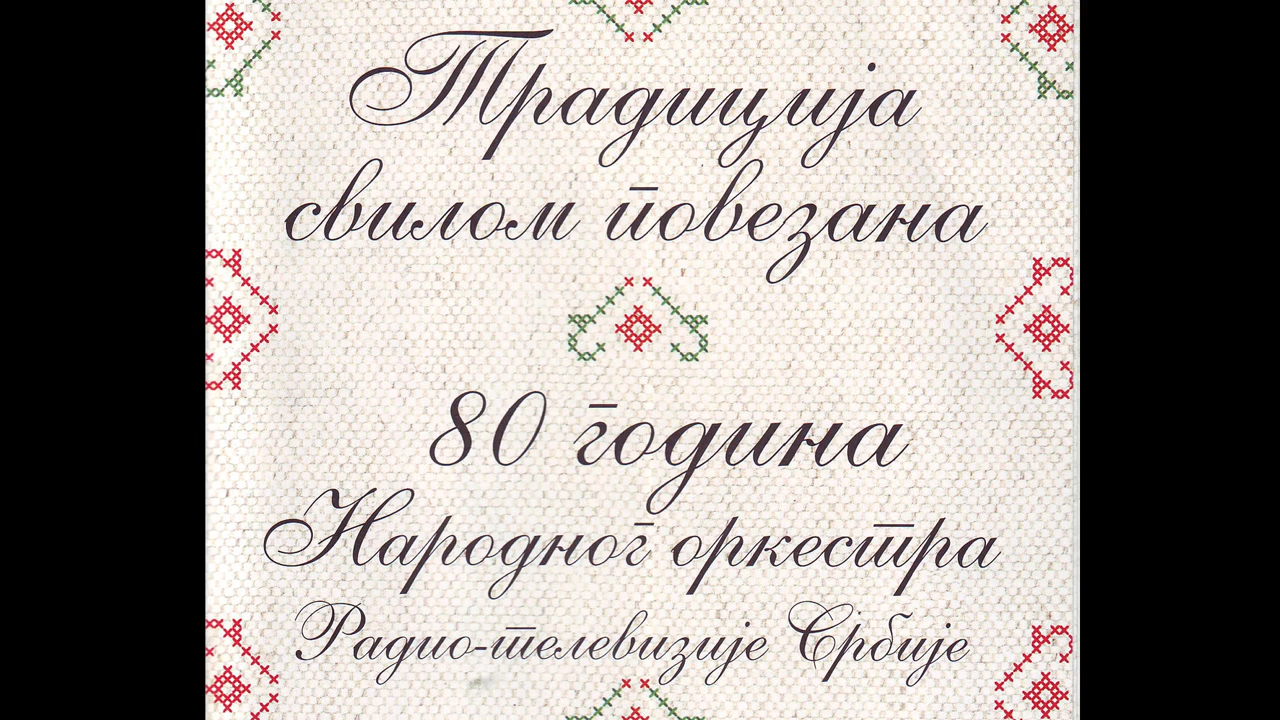 Традиција
свилом повезана
80 година
Народног оркестра
Радио-телевизије Србије